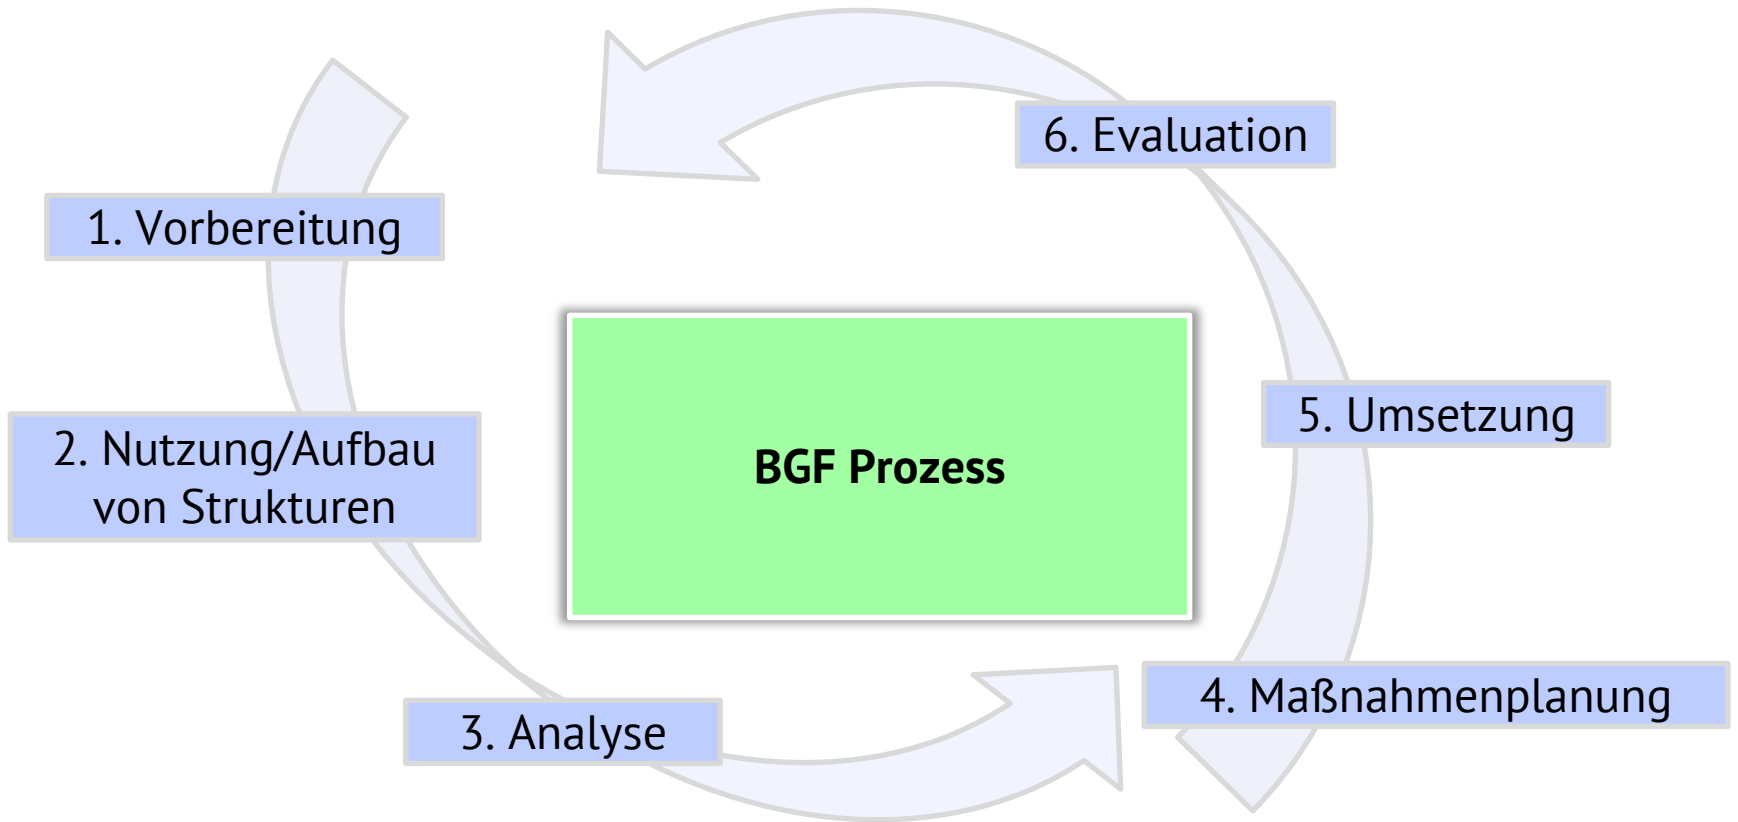 1. Vorbereitung
2. Nutzung/Aufbau
von Strukturen
3. Analyse
4. Maßnahmenplanung
5. Umsetzung
6. Evaluation
BGF Prozess